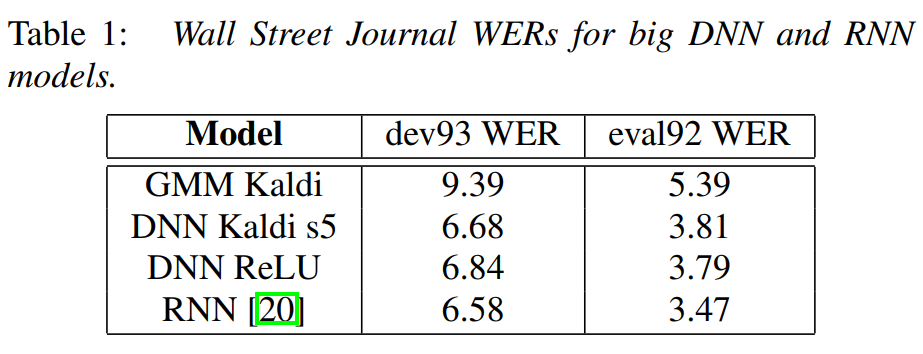 Table 1: Wall Street Journal WERs for big DNN and RNN
models.
Model dev93 WER eval92 WER
GMM Kaldi 9.39 5.39
DNN Kaldi s5 6.68 3.81
DNN ReLU 6.84 3.79
RNN [20] 6.58 3.47